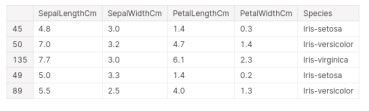 SepalLengthCm SepalWidthCm PetalLengthCm PetalWidthCm Species
45 4.8 3.0 1.4 0.3 Iris-setosa
50 7.0 3.2 4.7 1.4 Iris-versicolor
135 7.7 3.0 6.1 2.3 Iris-virginica
49 5.0 3.3 1.4 0.2 Iris-setosa
89 5.5 2.5 4.0 1.3 Iris-versicolor